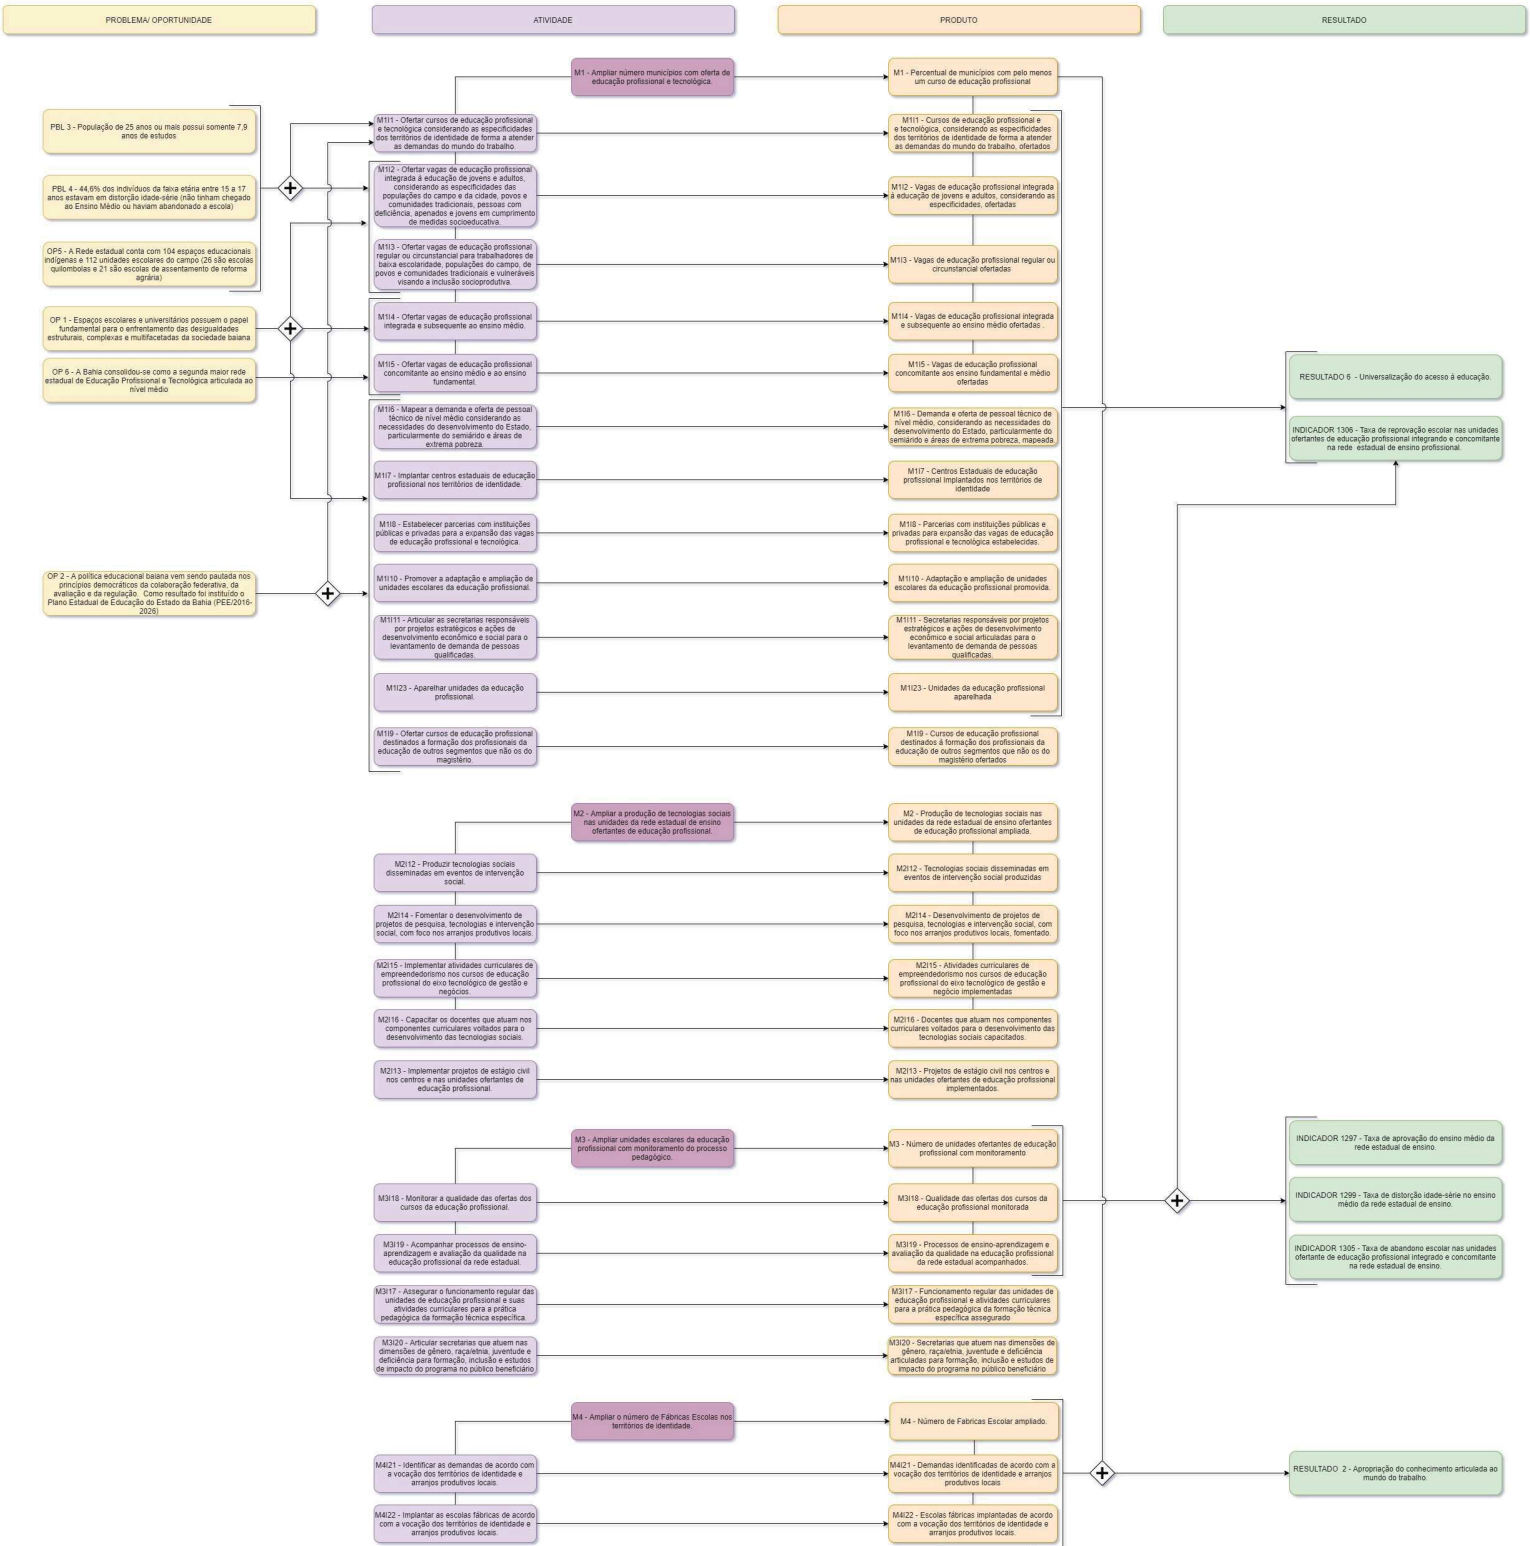 PROBLEMA/ OPORTUNIDADE
ATIVIDADE
PRODUTO
RESULTADO
PBL 3 - População de 25 anos ou mais possui somente 7,9
anos de estudos
PBL 4 - 44,6% dos indivíduos da faixa etária entre 15 a 17
anos estavam em distorção idade-série (não tinham chegado
ao Ensino Médio ou haviam abandonado a escola)
OP5 - A Rede estadual conta com 104 espaços educacionais
indígenas e 112 unidades escolares do campo (26 são escolas
quilombolas e 21 são escolas de assentamento de reforma
agrária)
OP 1 - Espaços escolares e universitários possuem o papel
fundamental para o enfrentamento das desigualdades
estruturais, complexas e multifacetadas da sociedade baiana
OP 6 - A Bahia consolidou-se como a segunda maior rede
estadual de Educação Profissional e Tecnológica articulada ao
nível médio
OP 2 - A política educacional baiana vem sendo pautada nos
princípios democráticos da colaboração federativa, da
avaliação e da regulação. Como resultado foi instituído o
Plano Estadual de Educação do Estado da Bahia (PEE/2016-
2026)
M1 - Ampliar número municípios com oferta de
educação profissional e tecnológica.
M1I1 - Ofertar cursos de educação profissional
e tecnológica considerando as especificidades
dos territórios de identidade de forma a atender
as demandas do mundo do trabalho.
M1I2 - Ofertar vagas de educação profissional
integrada á educação de jovens e adultos,
considerando as especificidades das
populações do campo e da cidade, povos e
comunidades tradicionais, pessoas com
deficiência, apenados e jovens em cumprimento
de medidas socioeducativa.
M1I3 - Ofertar vagas de educação profissional
regular ou circunstancial para trabalhadores de
baixa escolaridade, populações do campo, de
povos e comunidades tradicionais e vulneráveis
visando a inclusão socioprodutiva.
M1I4 - Ofertar vagas de educação profissional
integrada e subsequente ao ensino médio.
M1I5 - Ofertar vagas de educação profissional
concomitante ao ensino médio e ao ensino
fundamental.
M1I6 - Mapear a demanda e oferta de pessoal
técnico de nível médio considerando as
necessidades do desenvolvimento do Estado,
particularmente do semiárido e áreas de
extrema pobreza.
M1I7 - Implantar centros estaduais de educação
profissional nos territórios de identidade.
M1I8 - Estabelecer parcerias com instituições
públicas e privadas para a expansão das vagas
de educação profissional e tecnológica.
M1I10 - Promover a adaptação e ampliação de
unidades escolares da educação profissional.
M1I11 - Articular as secretarias responsáveis
por projetos estratégicos e ações de
desenvolvimento econômico e social para o
levantamento de demanda de pessoas
qualificadas.
M1I23 - Aparelhar unidades da educação
profissional.
M1I9 - Ofertar cursos de educação profissional
destinados a formação dos profissionais da
educação de outros segmentos que não os do
magistério.
M1 - Percentual de municípios com pelo menos
um curso de educação profissional
M1I1 - Cursos de educação profissional e
e tecnológica, considerando as especificidades
dos territórios de identidade de forma a atender
as demandas do mundo do trabalho, ofertados
M1I2 - Vagas de educação profissional integrada
á educação de jovens e adultos, considerando as
especificidades, ofertadas
M1I3 - Vagas de educação profissional regular ou
circunstancial ofertadas
M1I4 - Vagas de educação profissional integrada
e subsequente ao ensino médio ofertadas .
M1I5 - Vagas de educação profissional
concomitante aos ensino fundamental e médio
ofertadas
M1I6 - Demanda e oferta de pessoal técnico de
nível médio, considerando as necesidades do
desenvolvimento do Estado, particularmente do
semiárido e áreas de extrema pobreza, mapeada.
M1I7 - Centros Estaduais de educação
profissional Implantados nos territórios de
identidade
M1I8 - Parcerias com instituições públicas e
privadas para expansão das vagas de educação
profissional e tecnológica estabelecidas.
M1I10 - Adaptação e ampliação de unidades
escolares da educação profissional promovida.
M1I11 - Secretarias responsáveis por projetos
estratégicos e ações de desenvolvimento
econômico e social articuladas para o
levantamento de demanda de pessoas
qualificadas.
M1I23 - Unidades da educação profissional
aparelhada
M1I9 - Cursos de educação profissional
destinados á formação dos profissionais da
educação de outros segmentos que não os do
magistério ofertados
RESULTADO 6 - Universalização do acesso á educação.
INDICADOR 1306 - Taxa de reprovação escolar nas unidades
ofertantes de educação profissional integrando e concomitante
na rede estadual de ensino profissional.
M2 - Ampliar a produção de tecnologias sociais
nas unidades da rede estadual de ensino
ofertantes de educação profissional.
M2I12 - Produzir tecnologias sociais
disseminadas em eventos de intervenção
social.
M2I14 - Fomentar o desenvolvimento de
projetos de pesquisa, tecnologias e intervenção
social, com foco nos arranjos produtivos locais.
M2I15 - Implementar atividades curriculares de
empreendedorismo nos cursos de educação
profissional do eixo tecnológico de gestão e
negócios.
M2I16 - Capacitar os docentes que atuam nos
componentes curriculares voltados para o
desenvolvimento das tecnologias sociais.
M2I13 - Implementar projetos de estágio civil
nos centros e nas unidades ofertantes de
educação profissional.
M2 - Produção de tecnologias sociais nas
unidades da rede estadual de ensino ofertantes
de educação profissional ampliada.
M2I12 - Tecnologias sociais disseminadas em
eventos de intervenção social produzidas
M2I14 - Desenvolvimento de projetos de
pesquisa, tecnologias e intervenção social, com
foco nos arranjos produtivos locais, fomentado.
M2I15 - Atividades curriculares de
empreendedorismo nos cursos de educação
profissional do eixo tecnológico de gestão e
negócio implementadas
M2I16 - Docentes que atuam nos componentes
curriculares voltados para o desenvolvimento das
tecnologias sociais capacitados.
M2I13 - Projetos de estágio civil nos centros e
nas unidades ofertantes de educação profissional
implementados.
M3 - Ampliar unidades escolares da educação
profissional com monitoramento do processo
pedagógico.
M3I18 - Monitorar a qualidade das ofertas dos
cursos da educação profissional.
M3I19 - Acompanhar processos de ensino-
aprendizagem e avaliação da qualidade na
educação profissional da rede estadual.
M3I17 - Assegurar o funcionamento regular das
unidades de educação profissional e suas
atividades curriculares para a prática
pedagógica da formação técnica específica.
M3I20 - Articular secretarias que atuem nas
dimensões de gênero, raça/etnia, juventude e
deficiência para formação, inclusão e estudos
de impacto do programa no público beneficiário
M3 - Número de unidades ofertantes de educação
profissional com monitoramento
M3I18 - Qualidade das ofertas dos cursos da
educação profissional monitorada
M3I19 - Processos de ensino-aprendizagem e
avaliação da qualidade na educação profissional
da rede estadual acompanhados.
M3I17 - Funcionamento regular das unidades de
educação profissional e atividades curriculares
para a prática pedagógica da formação técnica
específica assegurado
M3I20 - Secretarias que atuem nas dimensões de
gênero, raça/etnia, juventude e deficiência
articuladas para formação, inclusão e estudos de
impacto do programa no público beneficiário
INDICADOR 1297 - Taxa de aprovação do ensino médio da
rede estadual de ensino.
INDICADOR 1299 - Taxa de distorção idade-série no ensino
médio da rede estadual de ensino.
INDICADOR 1305 - Taxa de abandono escolar nas unidades
ofertante de educação profissional integrado e concomitante
na rede estadual de ensino.
M4 - Ampliar o número de Fábricas Escolas nos
territórios de identidade.
M4I21 - Identificar as demandas de acordo com
a vocação dos territórios de identidade e
arranjos produtivos locais.
M4I22 - Implantar as escolas fábricas de acordo
com a vocação dos territórios de identidade e
arranjos produtivos locais.
M4 - Número de Fabricas Escolar ampliado.
M4I21 - Demandas identificadas de acordo com a
vocação dos territórios de identidade e arranjos
produtivos locais
M4I22 - Escolas fábricas implantadas de acordo
com a vocação dos territórios de identidade e
arranjos produtivos locais.
RESULTADO 2 - Apropriação do conhecimento articulada ao
mundo do trabalho.